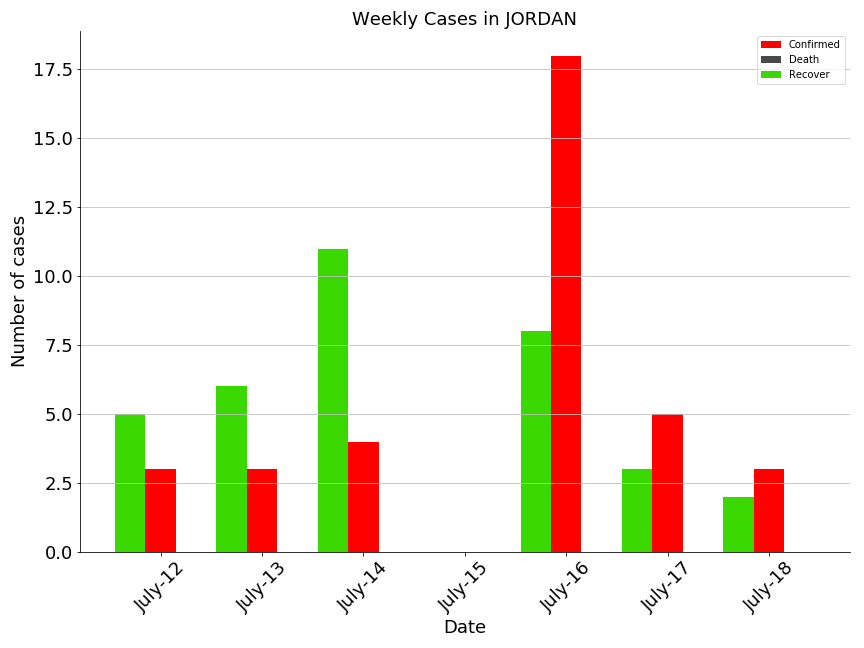 Weekly Cases in JORDAN
Confirmed
Death
Recover
Number of cases
17.5
15.0
12.5
10.0
7.5
5.0
2.5
0.0
July-12
July-13
July-14
July-15
July-16
July-17
July-18
Date